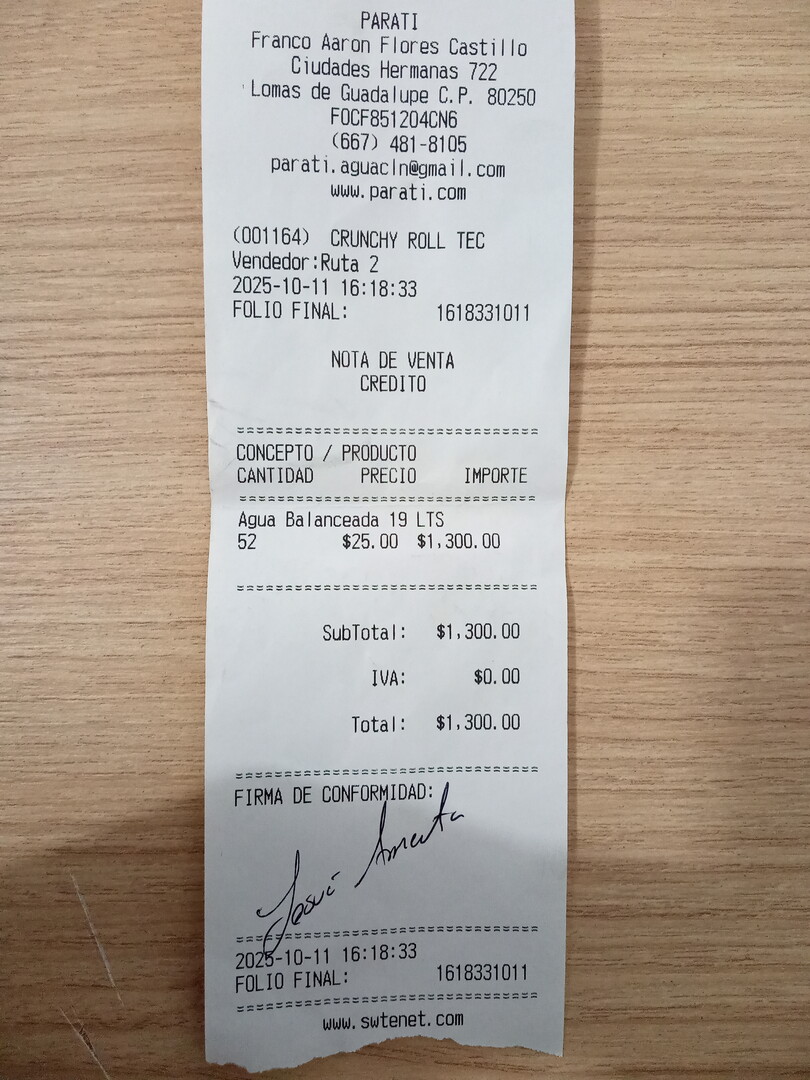 PARATI
Franco Aaron Flores Castillo
Ciudades Hermanas 722
Lomas de Guadalupe C.P. 80250
FOCF851204CN6
(667) 481-8105
parati.aguacln@gmail.com
www.parati.com
(001164) CRUNCHY ROLL TEC
Vendedor:Ruta 2
2025-10-11 16:18:33
FOLIO FINAL: 1618331011
NOTA DE VENTA
CREDITO
CONCEPTO / PRODUCTO
CANTIDAD PRECIO IMPORTE
Agua Balanceada 19 LTS
52 $25.00 $1,300.00
SubTotal: $1,300.00
IVA: $0.00
Total: $1,300.00
FIRMA DE CONFORMIDAD:
2025-10-11 16:18:33
FOLIO FINAL: 1618331011
www.swtenet.com